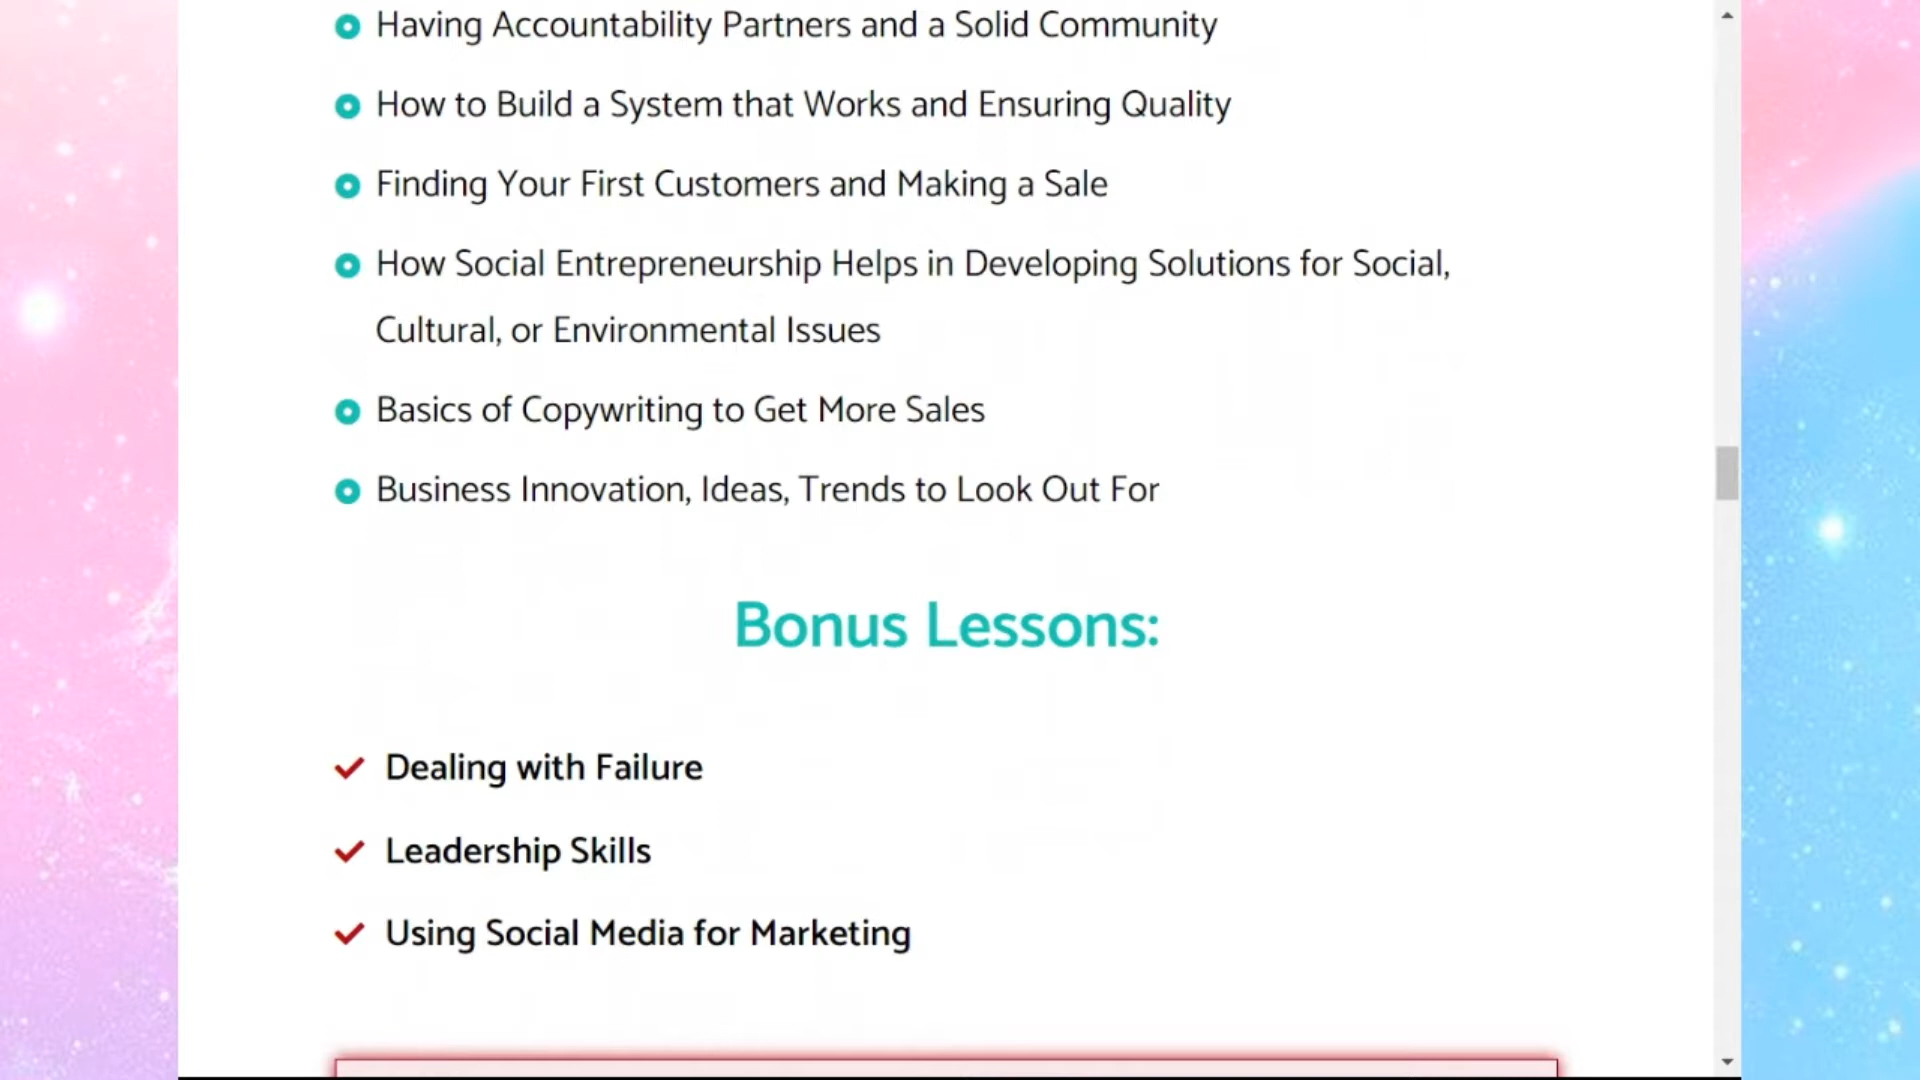 Having Accountability Partners and a Solid Community
How to Build a System that Works and Ensuring Quality
Finding Your First Customers and Making a Sale
How Social Entrepreneurship Helps in Developing Solutions for Social,
Cultural, or Environmental Issues
Basics of Copywriting to Get More Sales
Business Innovation, Ideas, Trends to Look Out For
Bonus Lessons:
Dealing with Failure
Leadership Skills
Using Social Media for Marketing